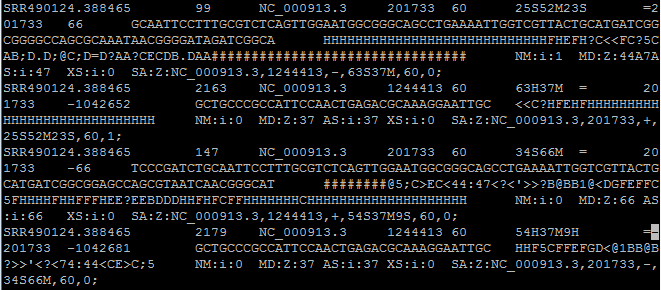 SRR490124.388465 99 NC_000913.3 201733 60 25S52M23S =2
01733 66 GCAATTCCTTTGCGTCTCAGTTGGAATGGCGGGCAGCCTGAAAATTGGTCGTTACTGCATGATCGG
CGGGGCCAGCGCAAATAACGGGGATAGATCGGCA HHHHHHHHHHHHHHHHHHHHHHHHHHHHFHEFH?C<<FC?5C
AB;D.D;@C;D=D?AA?CECDB.DAA################################ NM:i:1 MD:Z:44A7A
S:i:47 XS:i:0 SA:Z:NC_000913.3,1244413,-,63S37M,60,0;
SRR490124.388465 2163 NC_000913.3 1244413 60 63H37M = 20
1733 -1042652 GCTGCCCGCCATTCCAACTGAGACGCAAAGGAATTGC <<C?HFEHFHHHHHHHHHH
HHHHHHHHHHHHHHHHHH NM:i:0 MD:Z:37 AS:i:37 XS:i:0 SA:Z:NC_000913.3,201733,+,
25S52M23S,60,1;
SRR490124.388465 147 NC_000913.3 201733 60 34S66M = 20
1733 -66 TCCCGATCTGCAATTCCTTTGCGTCTCAGTTGGAATGGCGGGCAGCCTGAAAATTGGTCGTTACTG
CATGATCGGCGGAGCCAGCGTAATCAACGGGCAT ########@5;C>EC<44:47<?<'>>?B@BB1@<DGFEFFC
5FHHHHFHHFFFHEE?EEBDDDHHFHFCFFHHHHHHHCHHHHHHHHHHHHHHHHHHHH NM:i:0 MD:Z:66 AS
:i:66 XS:i:0 SA:Z:NC_000913.3,1244413,+,54S37M9S,60,0;
SRR490124.388465 2179 NC_000913.3 1244413 60 54H37M9H =
201733 -1042681 GCTGCCCGCCATTCCAACTGAGACGCAAAGGAATTGC HHF5CFFEFGD<@1BB@B
?>>'<?<74:44<CE>C;5 NM:i:0 MD:Z:37 AS:i:37 XS:i:0 SA:Z:NC_000913.3,201733,-,
34S66M,60,0;